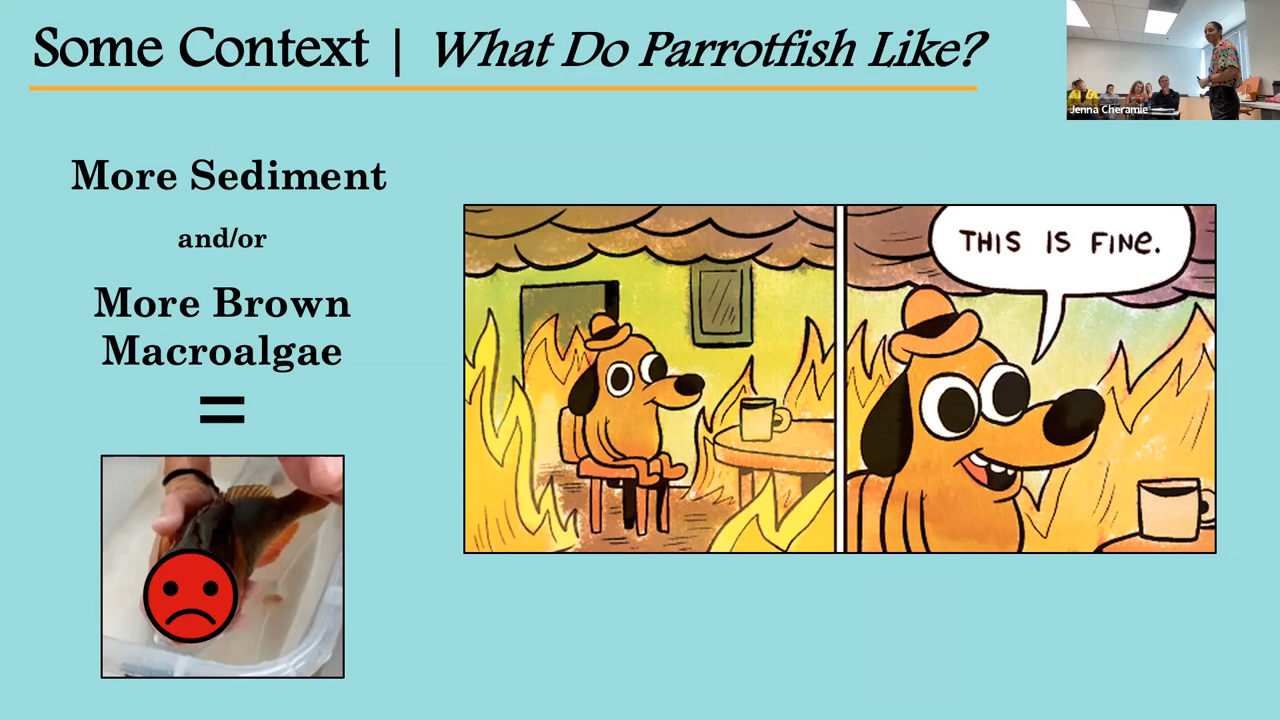 Some Context | What Do Parrotfish Like?
Jenna Cheramie
More Sediment
and/or
More Brown
Macroalgae
=
THIS IS FINE.